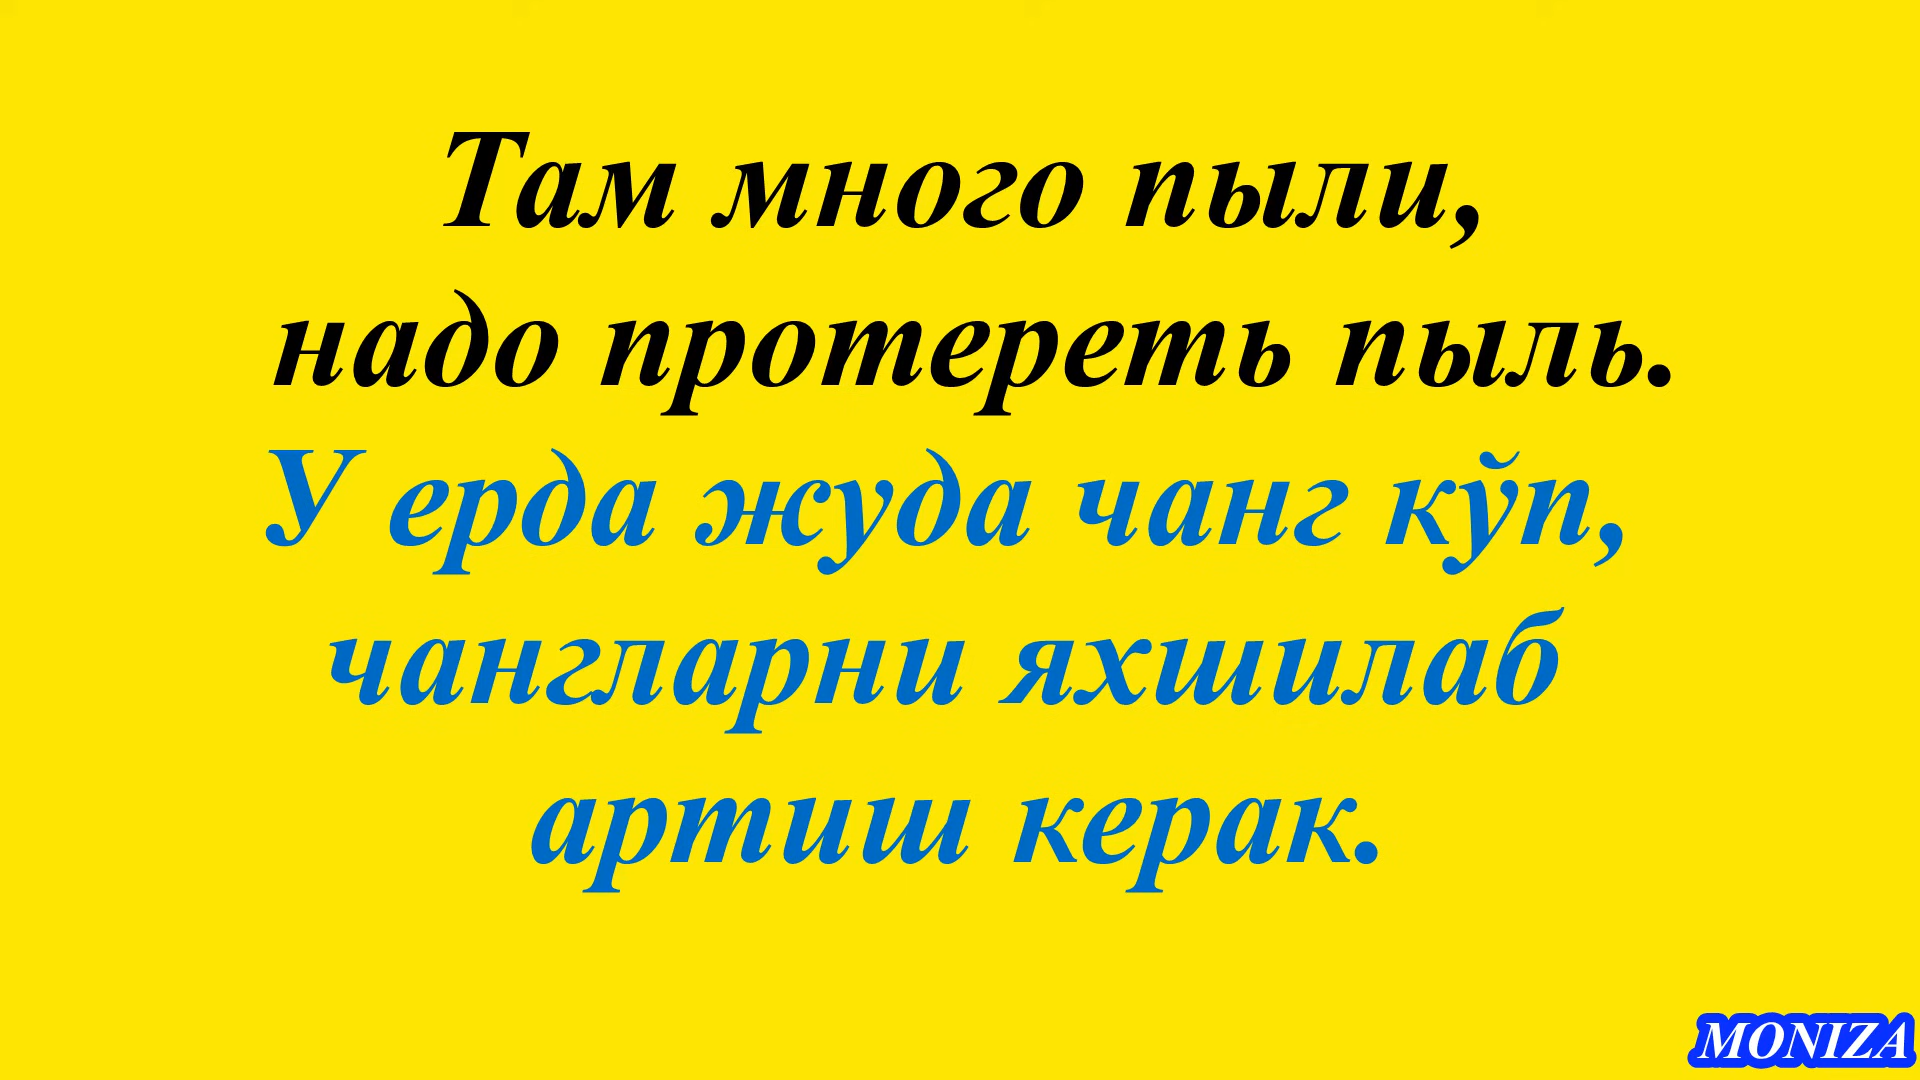 Там много пыли,
надо протереть пыль.
У ерда жуда чанг кўп,
чангларни яхшилаб
артиш керак.
MONIZA